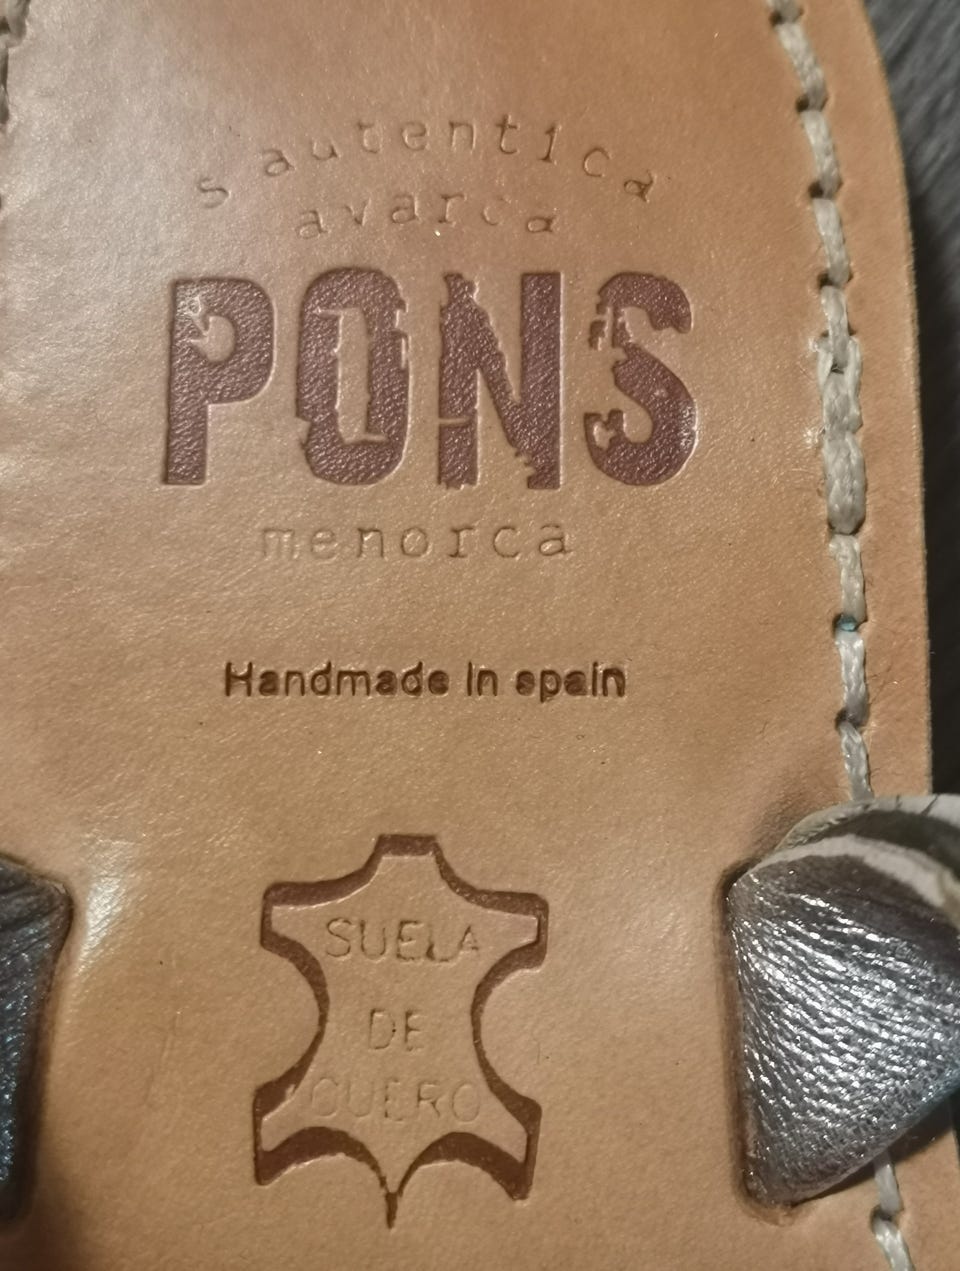 s autentica
avarca
PONS
menorca
Handmade in spain
SUELA
DE
CUERO